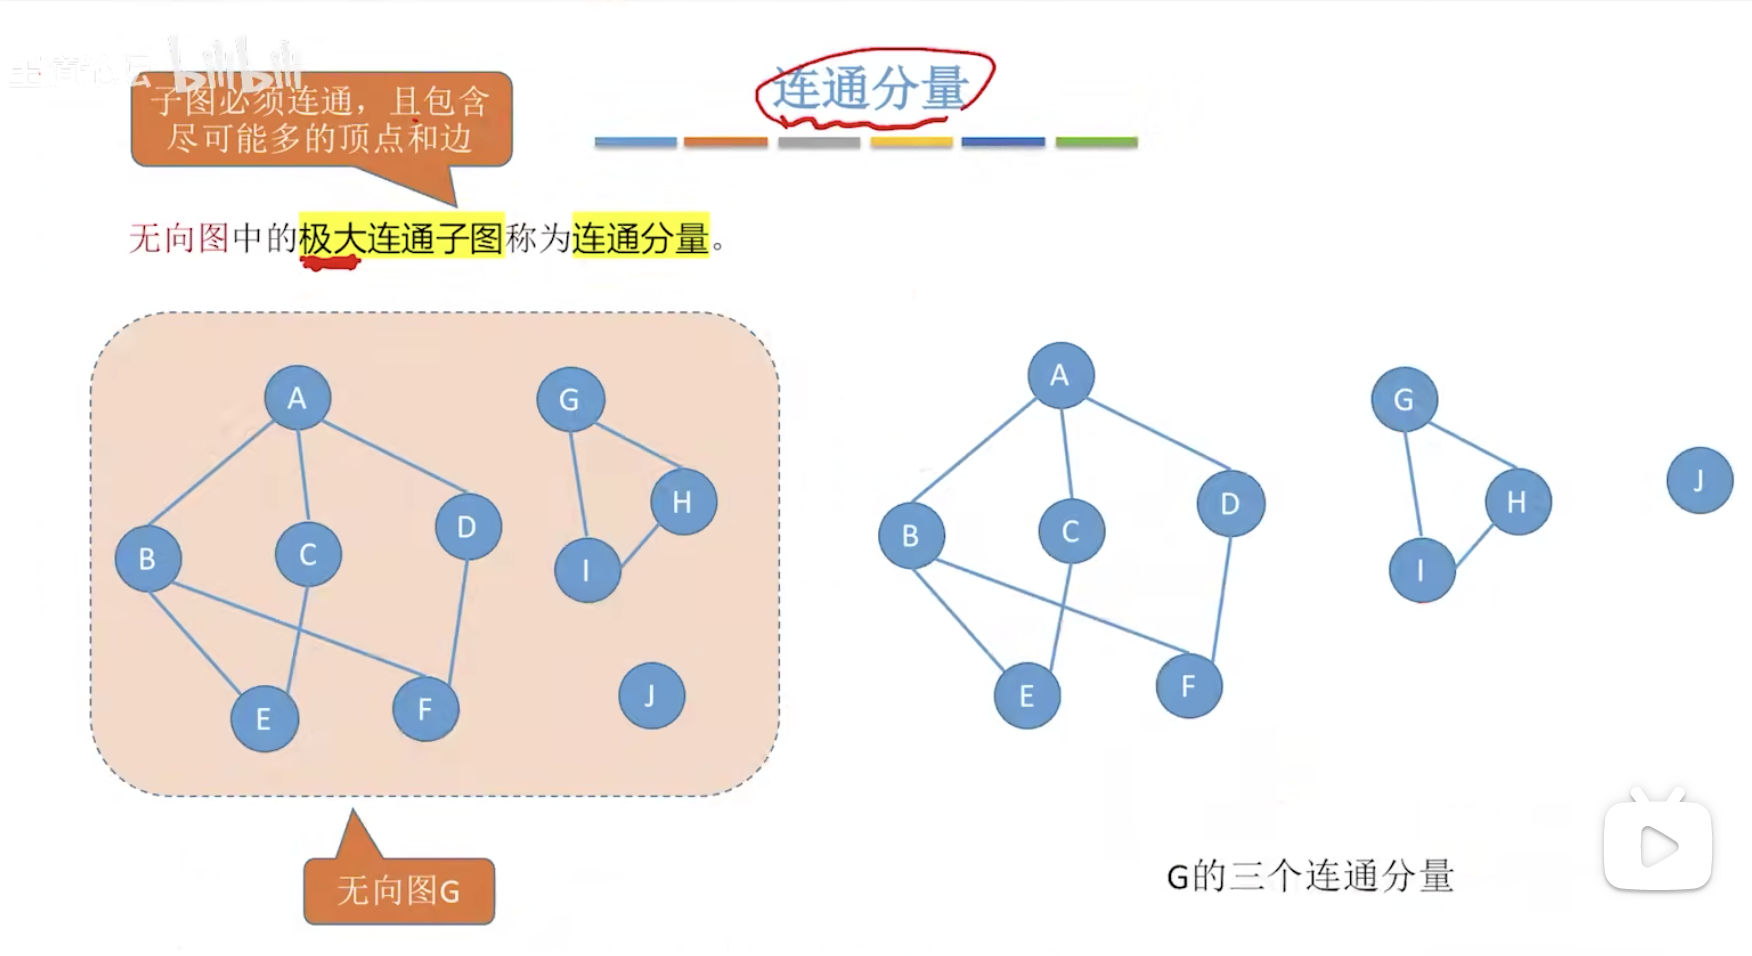 bilibili
连通分量
子图必须连通，且包含
尽可能多的顶点和边
无向图中的极大连通子图称为连通分量。
A
G
H
D
B
C
I
E
F
J
A
G
J
H
D
B
C
I
E
F
无向图G
G的三个连通分量